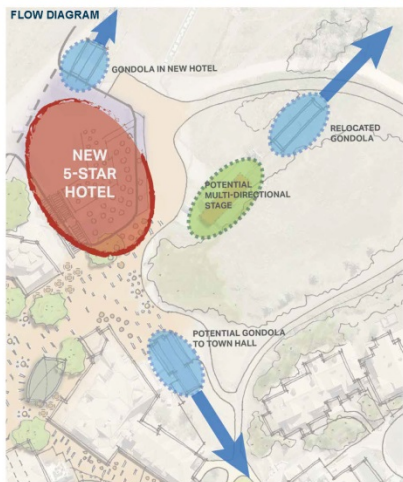 FLOW DIAGRAM
GONDOLA IN NEW HOTEL
RELOCATED
GONDOLA
NEW
5-STAR
HOTEL
POTENTIAL
MULTI-DIRECTIONAL
STAGE
POTENTIAL GONDOLA
TO TOWN HALL